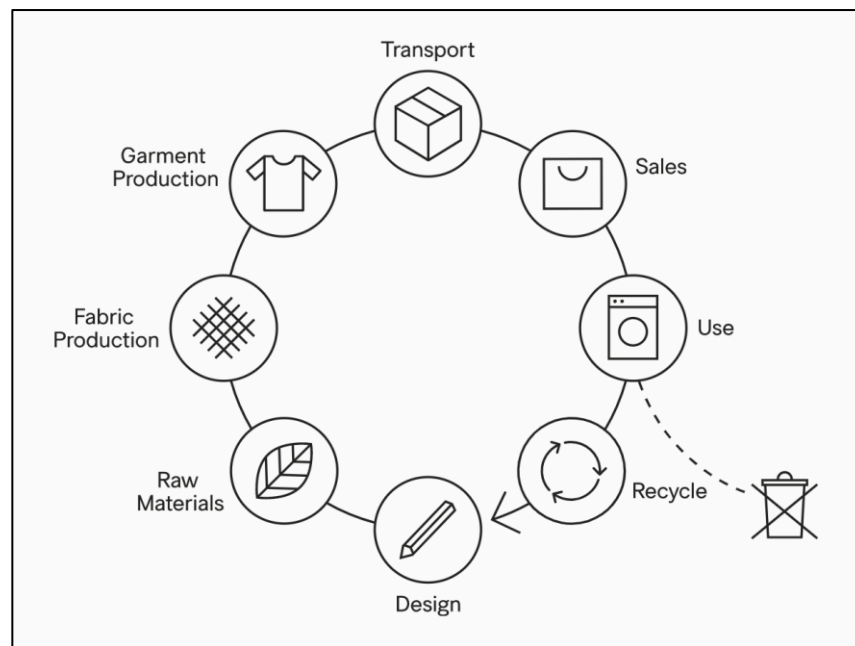 Transport
Garment
Production
Sales
Fabric
Production
Use
Raw
Materials
Recycle
Design